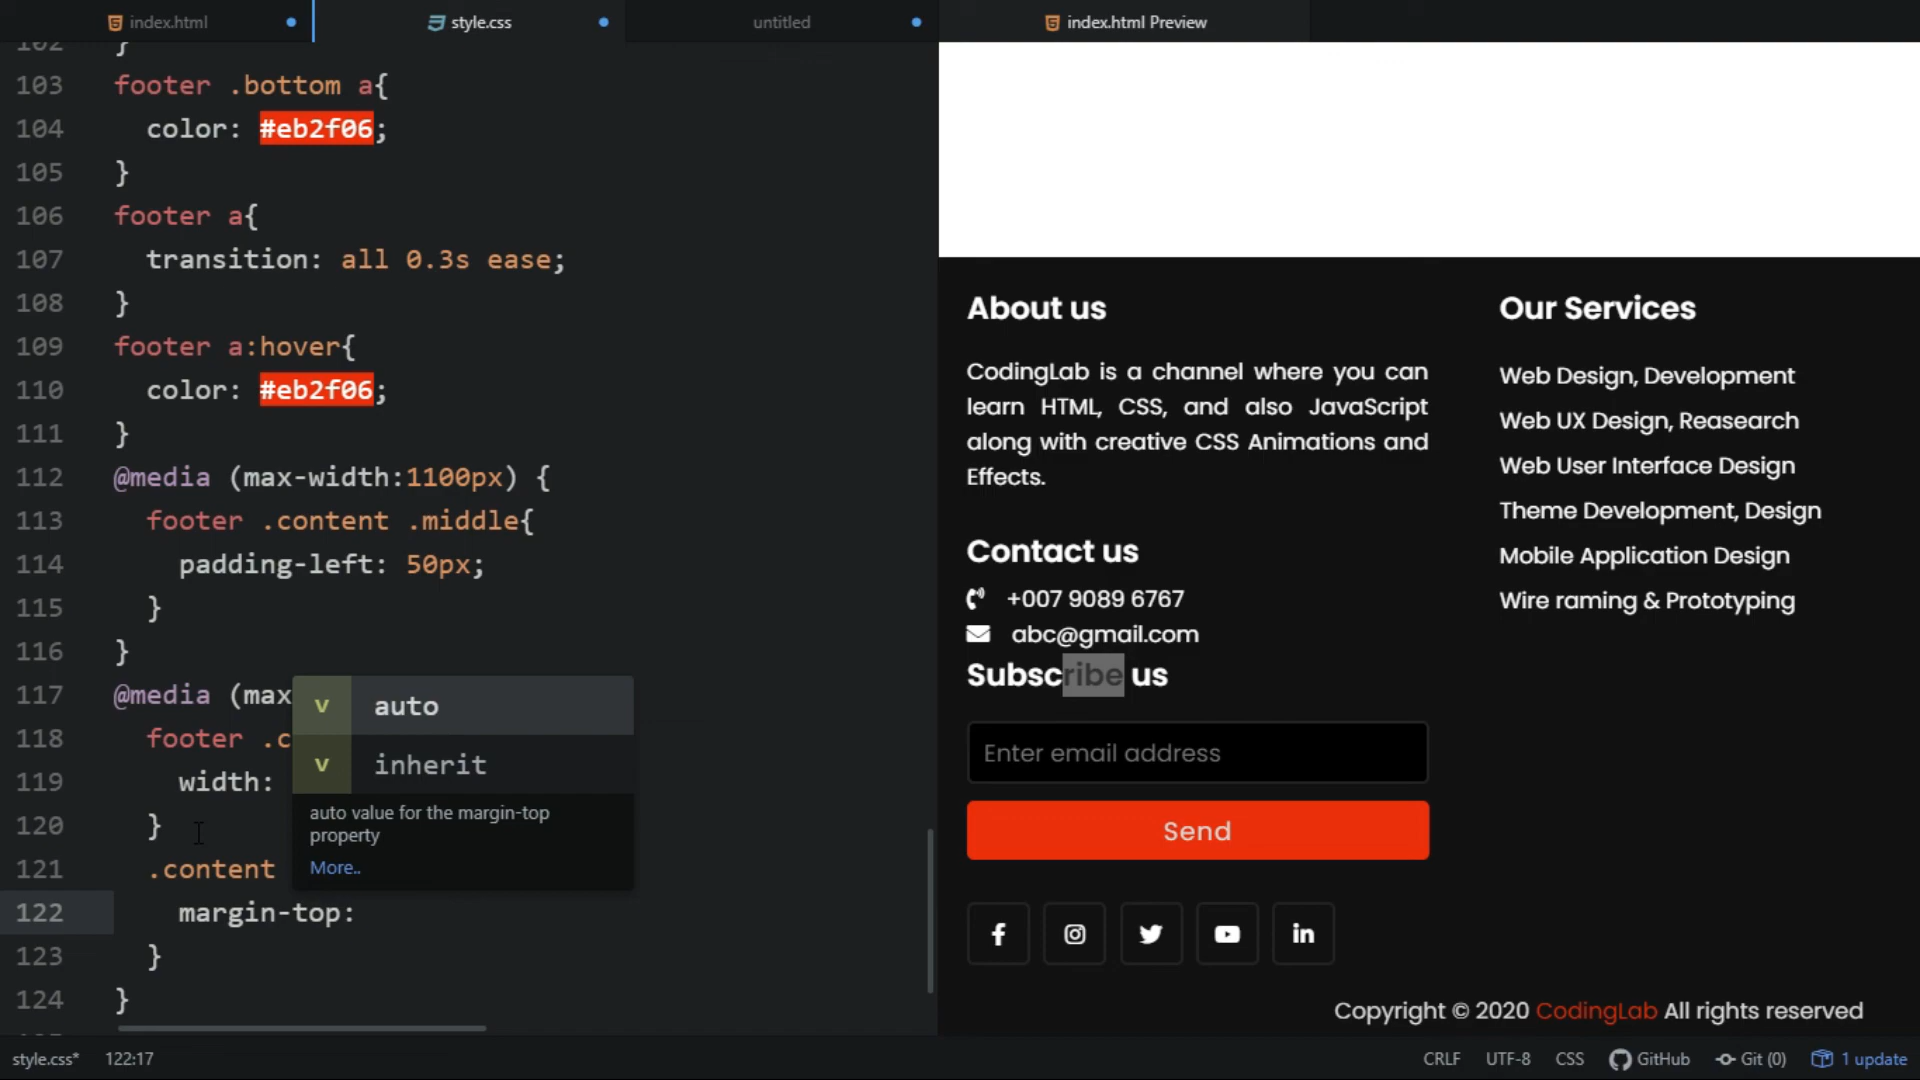 index.html
style.css
untitled
index.html Preview
102 }
103 footer .bottom a{
104 color: #eb2f06;
105 }
106 footer a{
107 transition: all 0.3s ease;
108 }
109 footer a:hover{
110 color: #eb2f06;
111 }
112 @media (max-width:1100px) {
113 footer .content .middle{
114 padding-left: 50px;
115 }
116 }
117 @media (max
118 footer .c
119 width:
120 }
121 .content
122 margin-top:
123 }
124 }
v auto
v inherit
auto value for the margin-top
property
More..
About us
CodingLab is a channel where you can
learn HTML, CSS, and also JavaScript
along with creative CSS Animations and
Effects.
Contact us
+007 9089 6767
abc@gmail.com
Subscribe us
Enter email address
Send
Our Services
Web Design, Development
Web UX Design, Reasearch
Web User Interface Design
Theme Development, Design
Mobile Application Design
Wire raming & Prototyping
Copyright © 2020 CodingLab All rights reserved
style.css* 122:17
CRLF UTF-8 CSS GitHub Git (0) 1 update